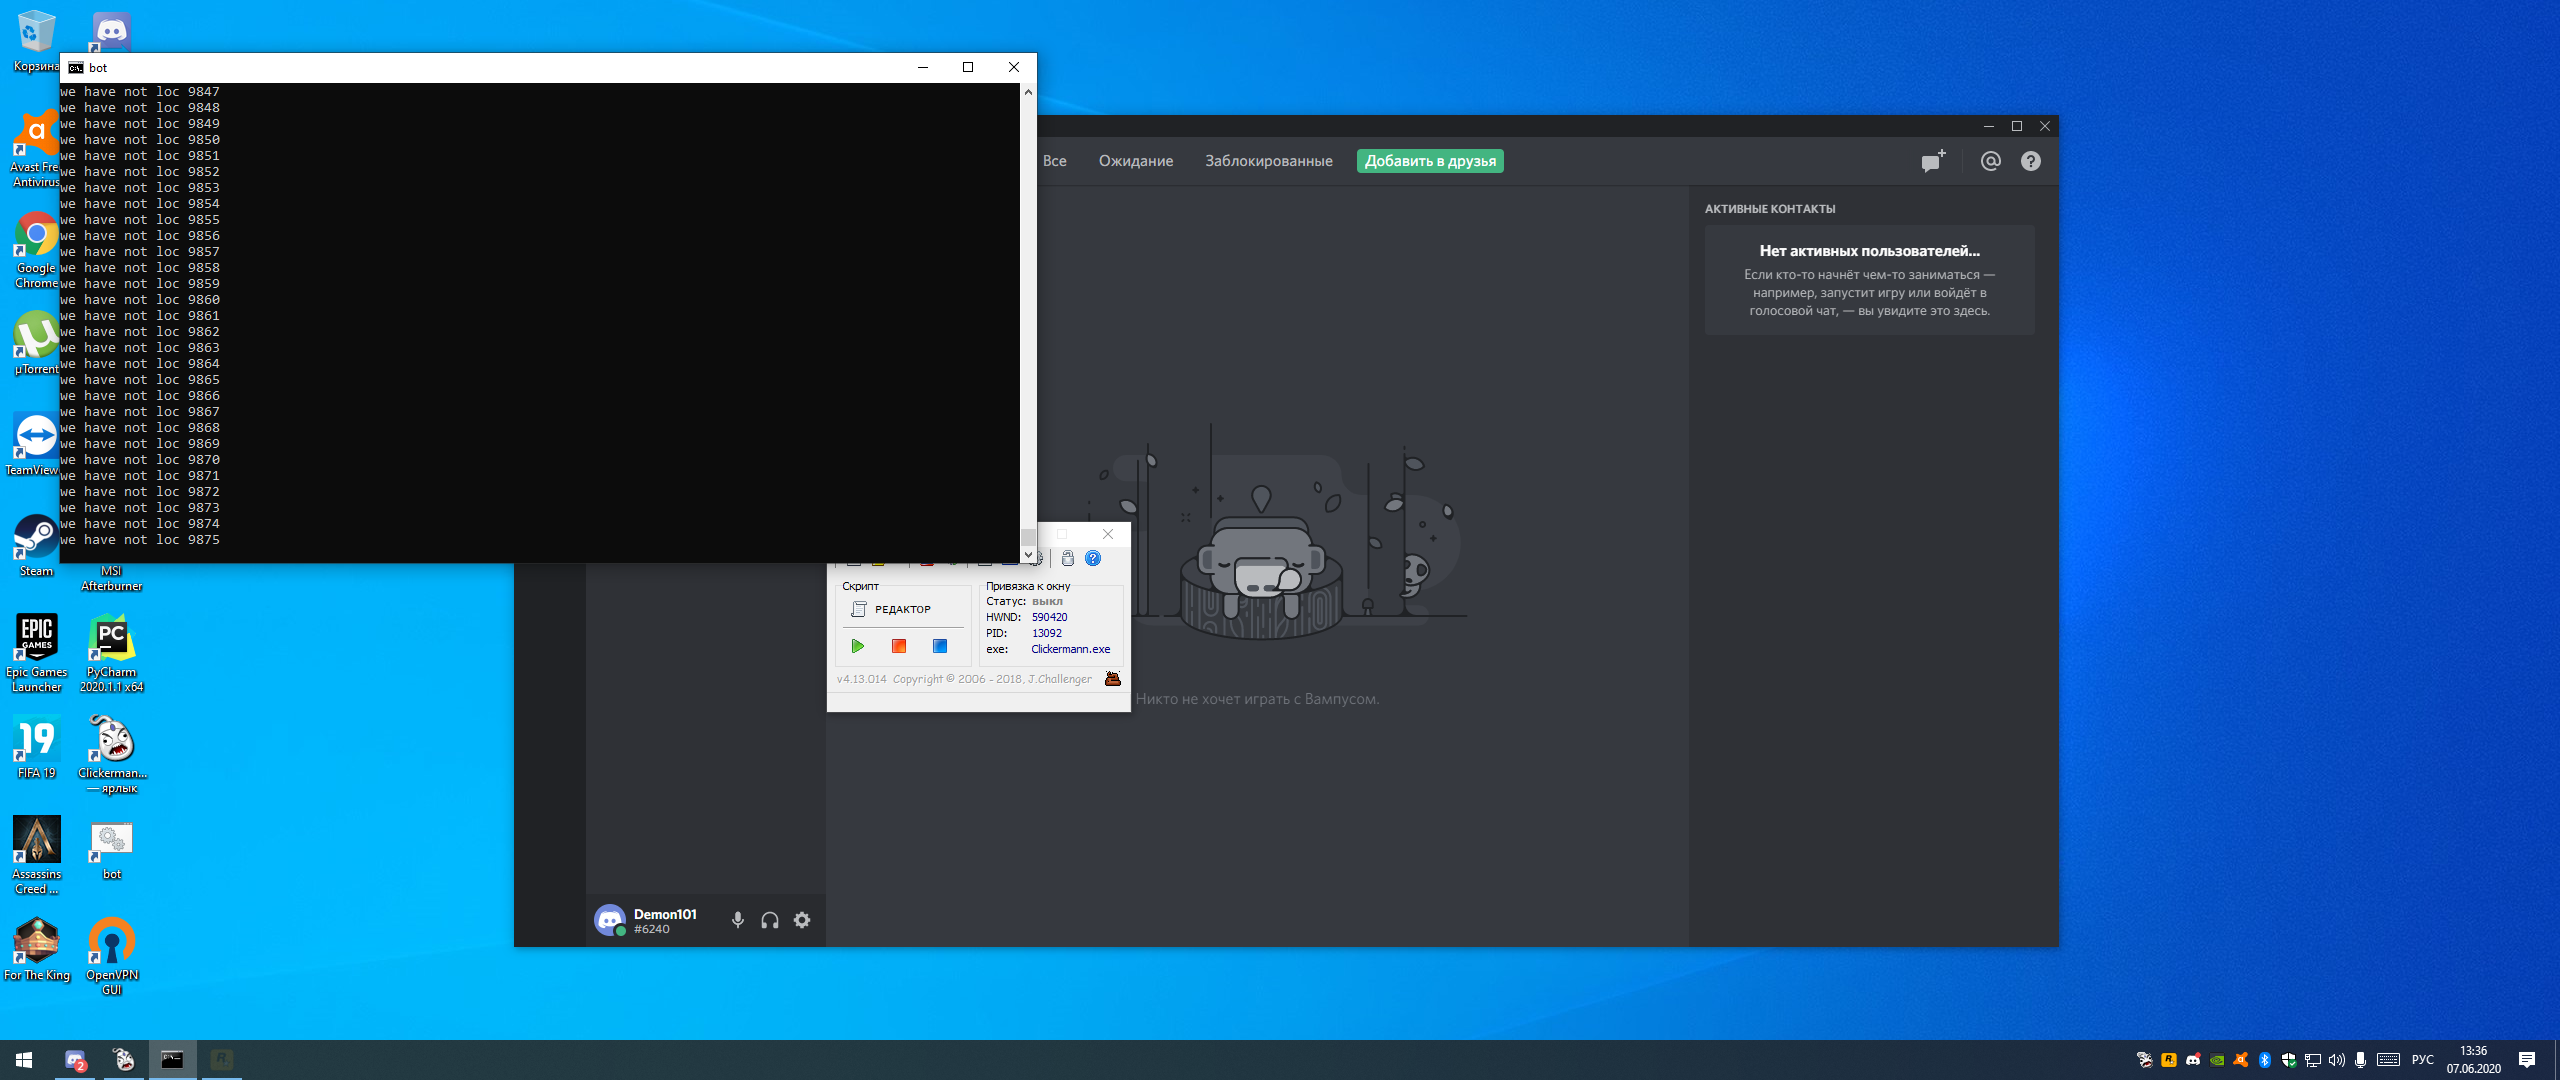 Корзина
Avast Fre
Antivirus
Google
Chrome
µTorrent
TeamView
Steam
MSI
Afterburner
Epic Games
Launcher
PyCharm
2020.1.1 x64
FIFA 19
Clickerman...
— ярлык
Assassins
Creed ...
bot
For The King
OpenVPN
GUI
bot
we have not loc 9847
we have not loc 9848
we have not loc 9849
we have not loc 9850
we have not loc 9851
we have not loc 9852
we have not loc 9853
we have not loc 9854
we have not loc 9855
we have not loc 9856
we have not loc 9857
we have not loc 9858
we have not loc 9859
we have not loc 9860
we have not loc 9861
we have not loc 9862
we have not loc 9863
we have not loc 9864
we have not loc 9865
we have not loc 9866
we have not loc 9867
we have not loc 9868
we have not loc 9869
we have not loc 9870
we have not loc 9871
we have not loc 9872
we have not loc 9873
we have not loc 9874
we have not loc 9875
Все Ожидание Заблокированные Добавить в друзья
АКТИВНЫЕ КОНТАКТЫ
Нет активных пользователей...
Если кто-то начнёт чем-то заниматься —
например, запустит игру или войдёт в
голосовой чат, — вы увидите это здесь.
Скрипт
РЕДАКТОР
Привязка к окну
Статус: выкл
HWND: 590420
PID: 13092
exe: Clickermann.exe
v4.13.014 Copyright © 2006 - 2018, J.Challenger
Никто не хочет играть с Вампусом.
Demon101
#6240
EPIC
GAMES
PC
19
2
РУС
13:36
07.06.2020